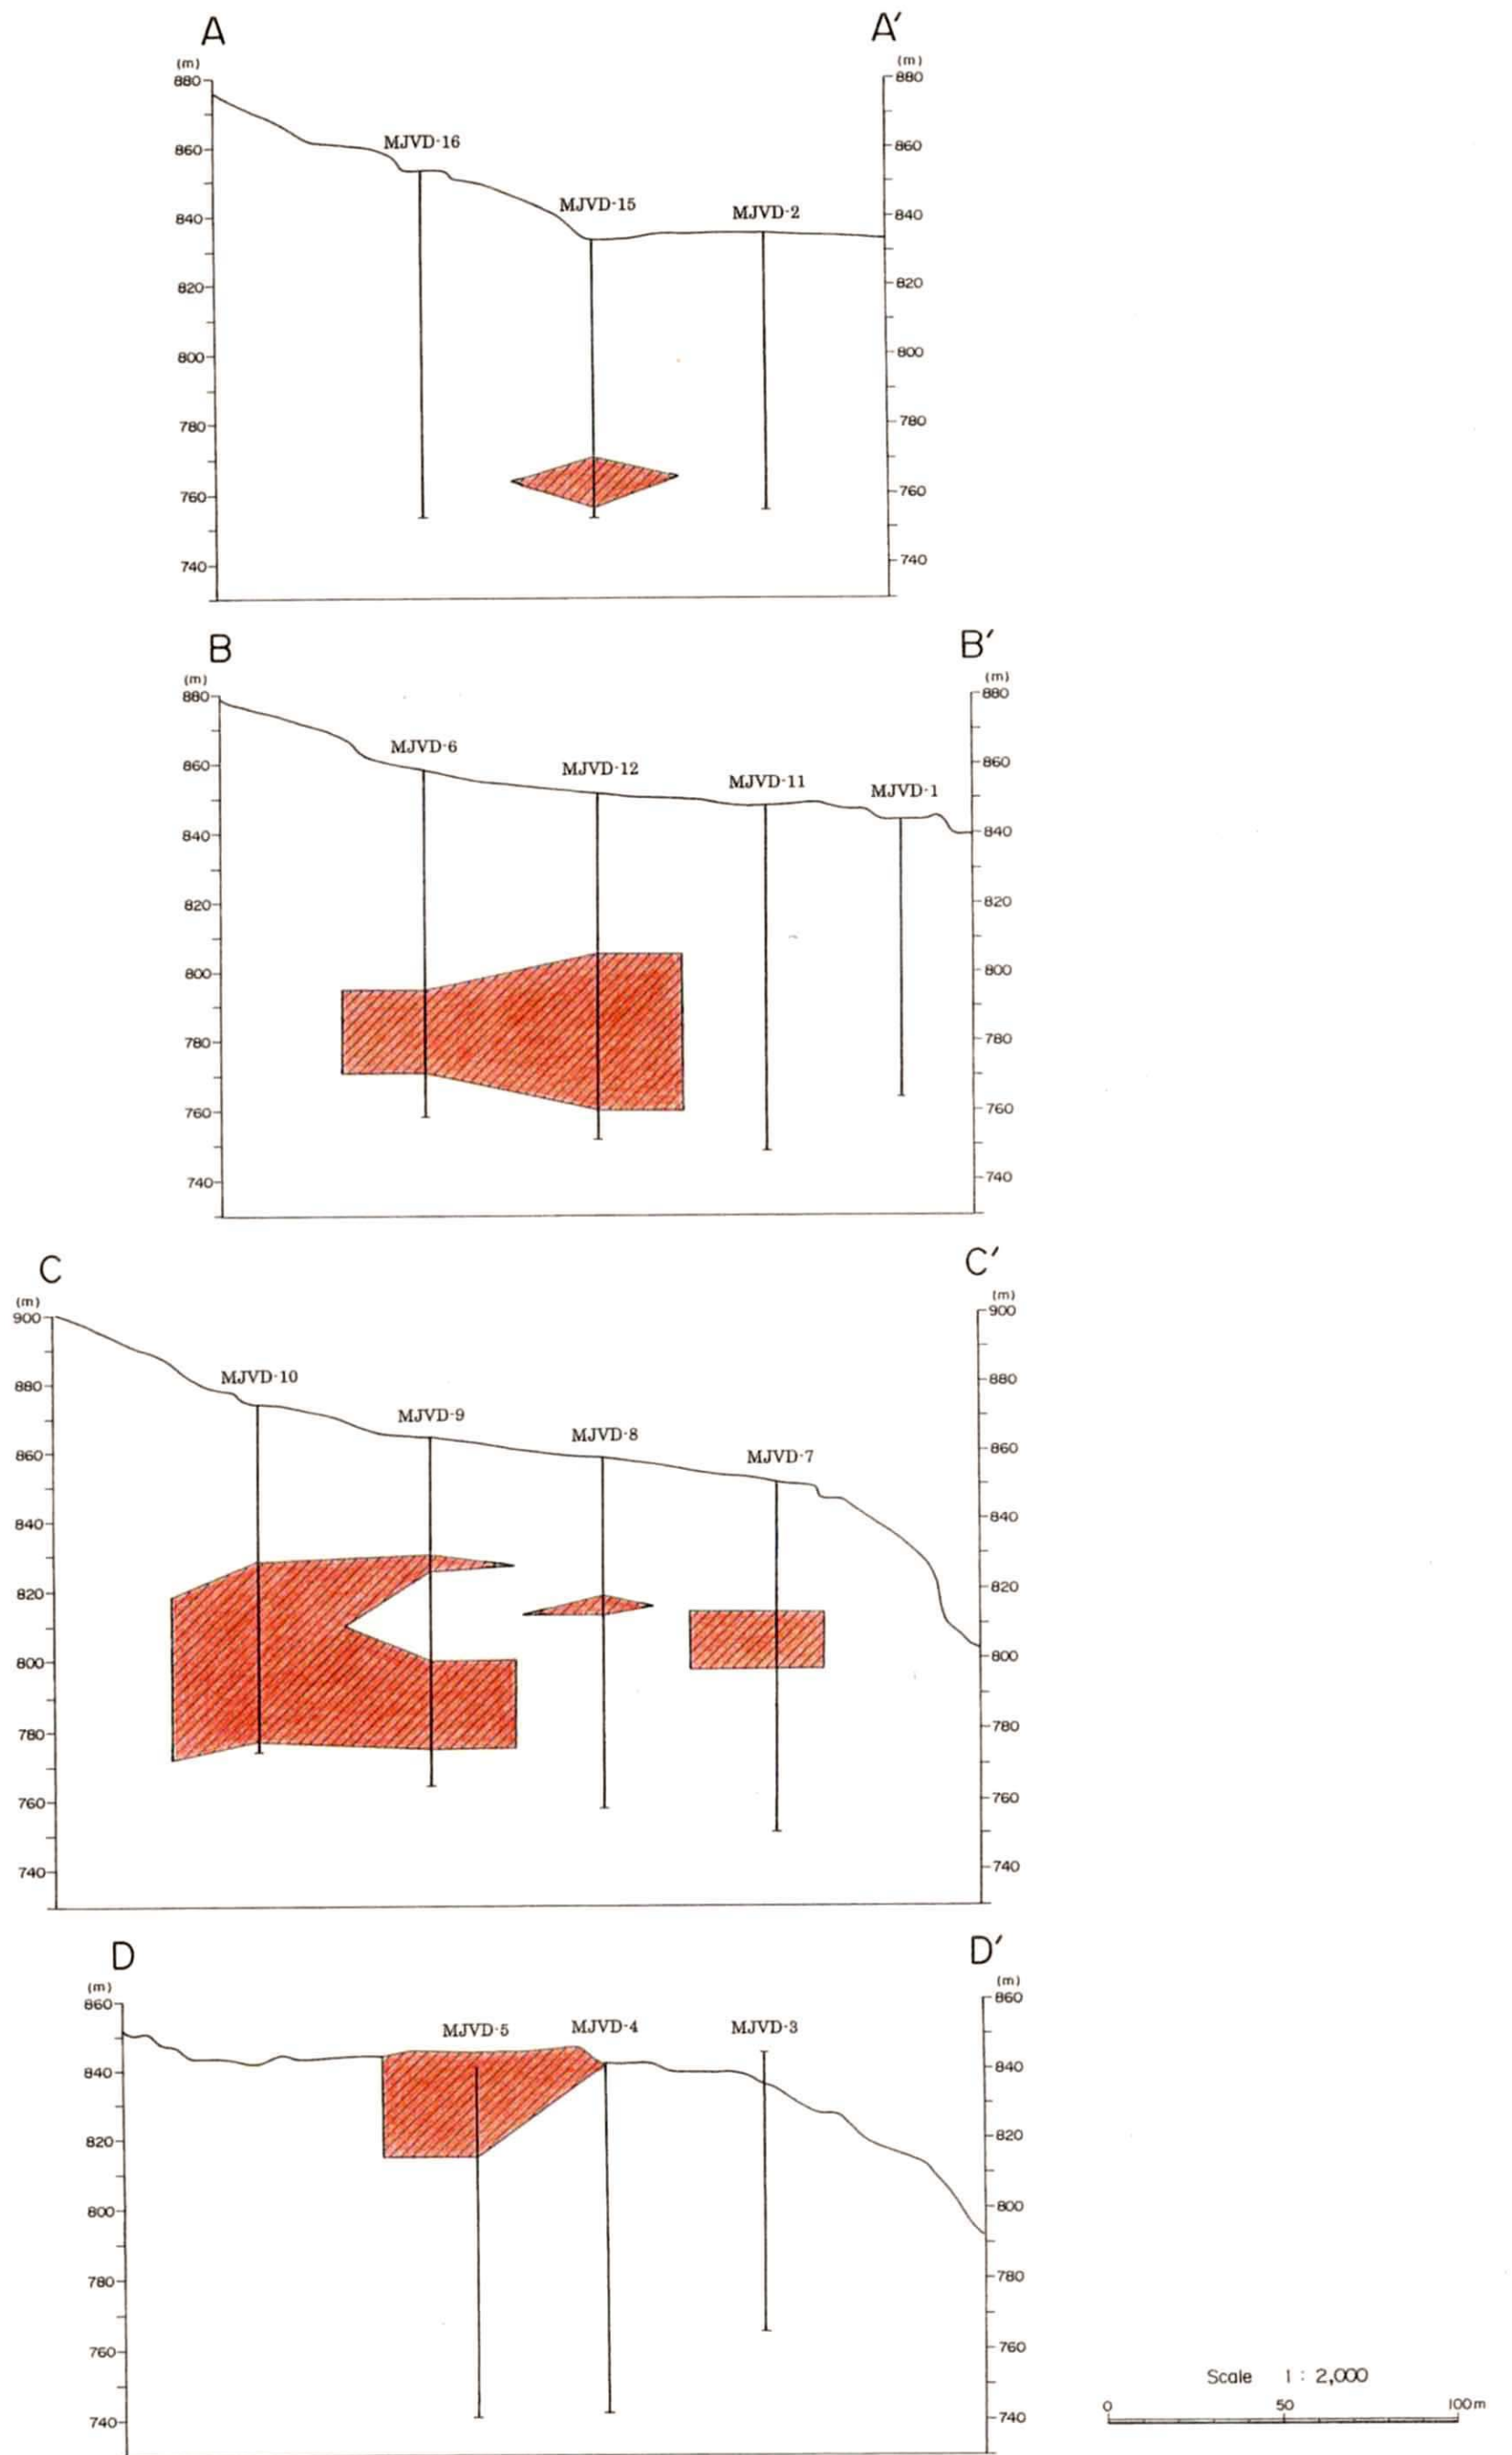 A A′
(m) (m)
880 880
MJVD-16
860 860
MJVD-15 MJVD-2
840 840
820 820
800 800
780 780
760 760
740 740
B B′
(m) (m)
880 880
MJVD-6
860 860
MJVD-12 MJVD-11 MJVD-1
840 840
820 820
800 800
780 780
760 760
740 740
C C′
(m) (m)
900 900
MJVD-10
880 880
MJVD-9
MJVD-8
860 MJVD-7 860
840 840
820 820
800 800
780 780
760 760
740 740
D D′
(m) (m)
860 860
MJVD-5 MJVD-4 MJVD-3
840 840
820 820
800 800
780 780
760 760
Scale 1 : 2,000
0 50 100m
740 740